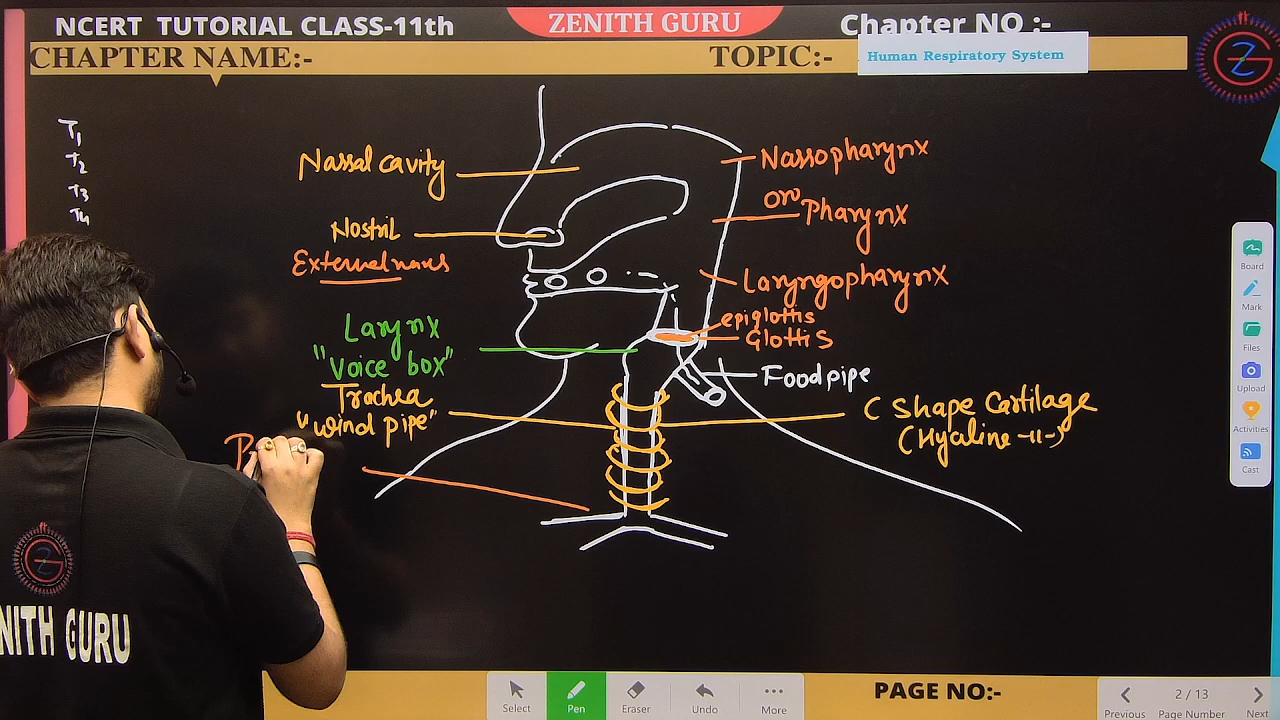 NCERT TUTORIAL CLASS-11th
ZENITH GURU
Chapter NO :-
CHAPTER NAME:-
TOPIC:-
Human Respiratory System
T1
T2
T3
T4
Nassal cavity
Nostril
External nares
Larynx
"Voice box"
Trachea
"wind pipe"
Nassopharynx
oro Pharynx
Laryngopharynx
epiglottis
Glottis
Food pipe
C Shape Cartilage
(Hyaline -11-)
Board
Mark
Files
Upload
Activities
Cast
NITH GURU
Select
Pen
Eraser
Undo
More
PAGE NO:-
2 / 13
Previous
Page Number
Next